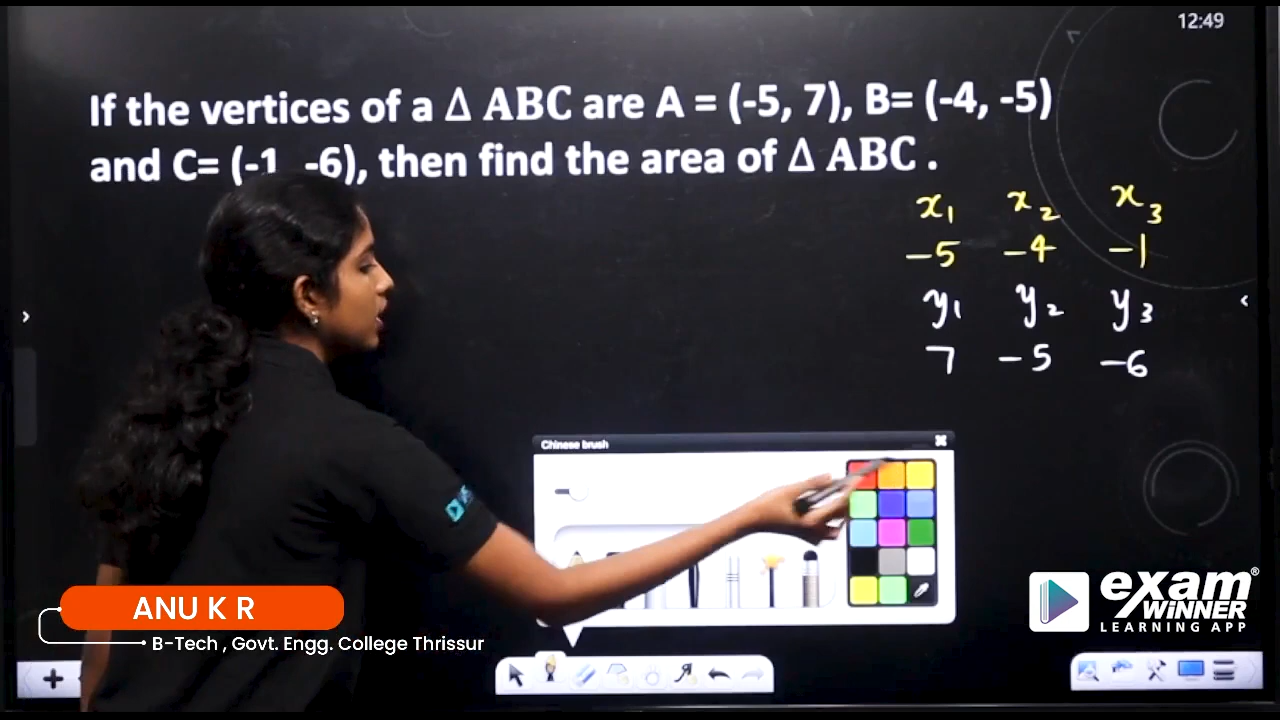 12:49
If the vertices of a Δ ABC are A = (-5, 7), B= (-4, -5)
and C= (-1, -6), then find the area of Δ ABC .
x₁ x₂ x₃
-5 -4 -1
y₁ y₂ y₃
7 -5 -6
Chinese brush
ANU K R
B-Tech , Govt. Engg. College Thrissur
exam WiNNER®
LEARNING APP